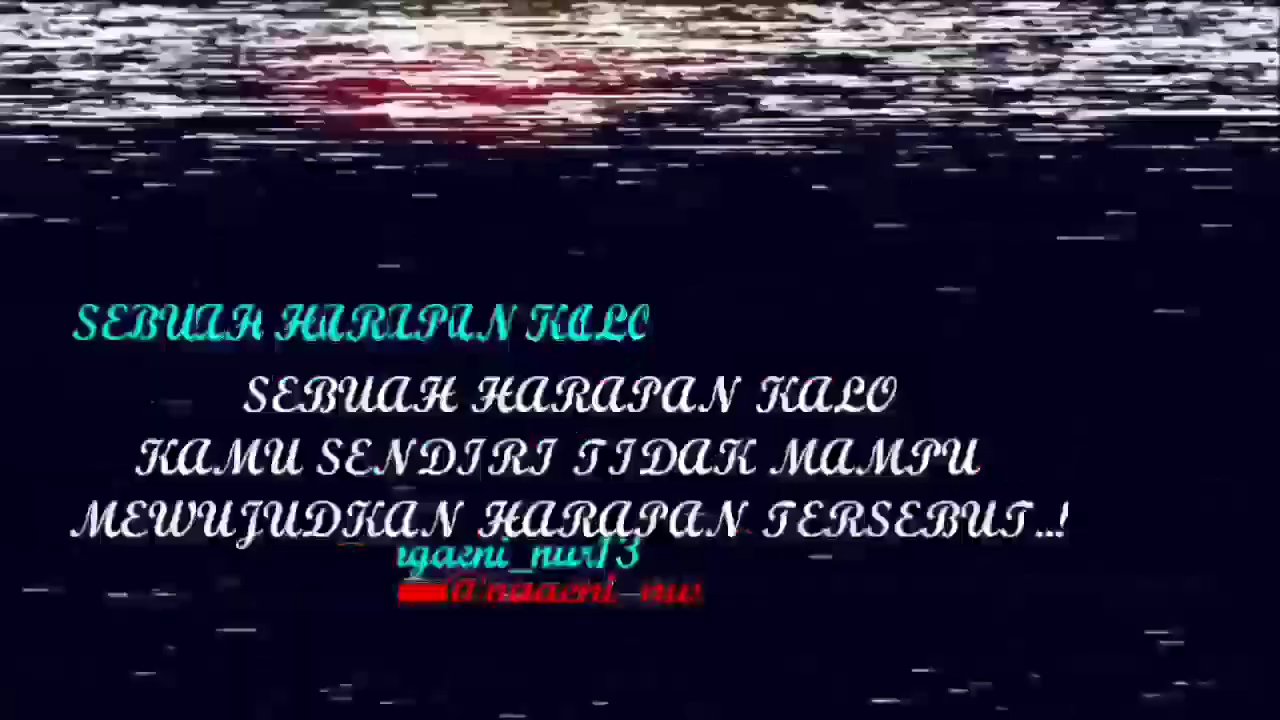 SEBUAH HARAPAN KALO
SEBUAH HARAPAN KALO
KAMU SENDIRI TIDAK MAMPU
MEWUJUDKAN HARAPAN TERSEBUT..!